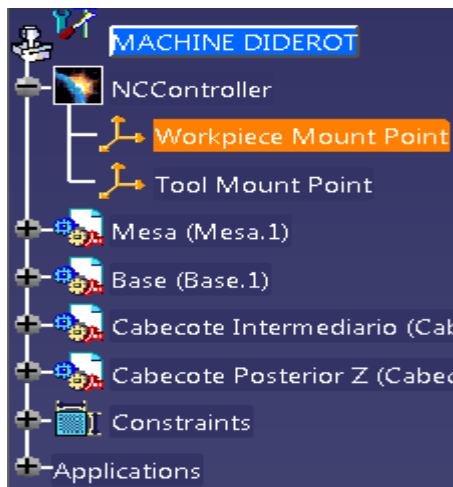 MACHINE DIDEROT
NCController
Workpiece Mount Point
Tool Mount Point
Mesa (Mesa.1)
Base (Base.1)
Cabecote Intermediario (Cab
Cabecote Posterior Z (Cabec
Constraints
Applications